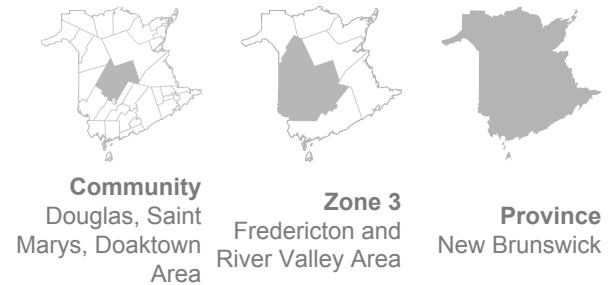 Community
Douglas, Saint
Marys, Doaktown
Area
Zone 3
Fredericton and
River Valley Area
Province
New Brunswick